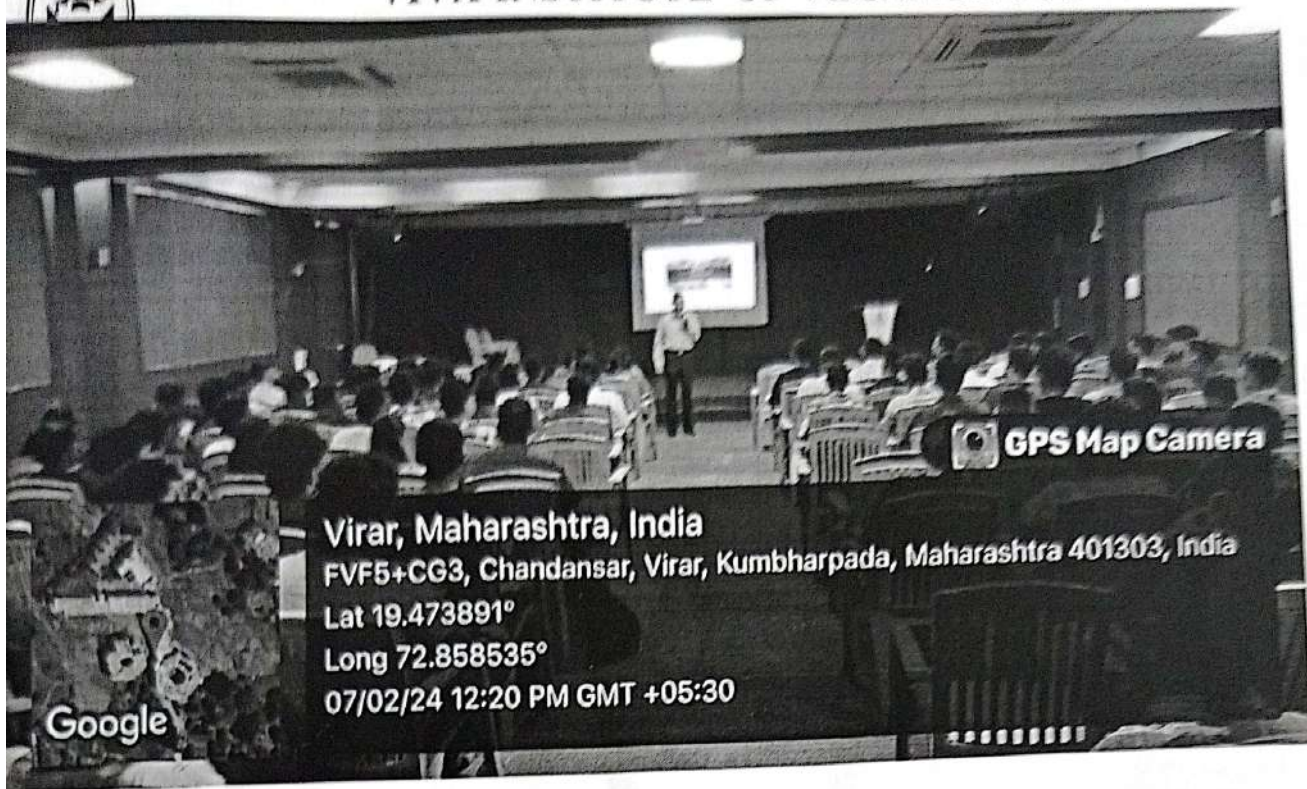 GPS Map Camera
Virar, Maharashtra, India
FVF5+CG3, Chandansar, Virar, Kumbharpada, Maharashtra 401303, India
Lat 19.473891°
Long 72.858535°
07/02/24 12:20 PM GMT +05:30
Google